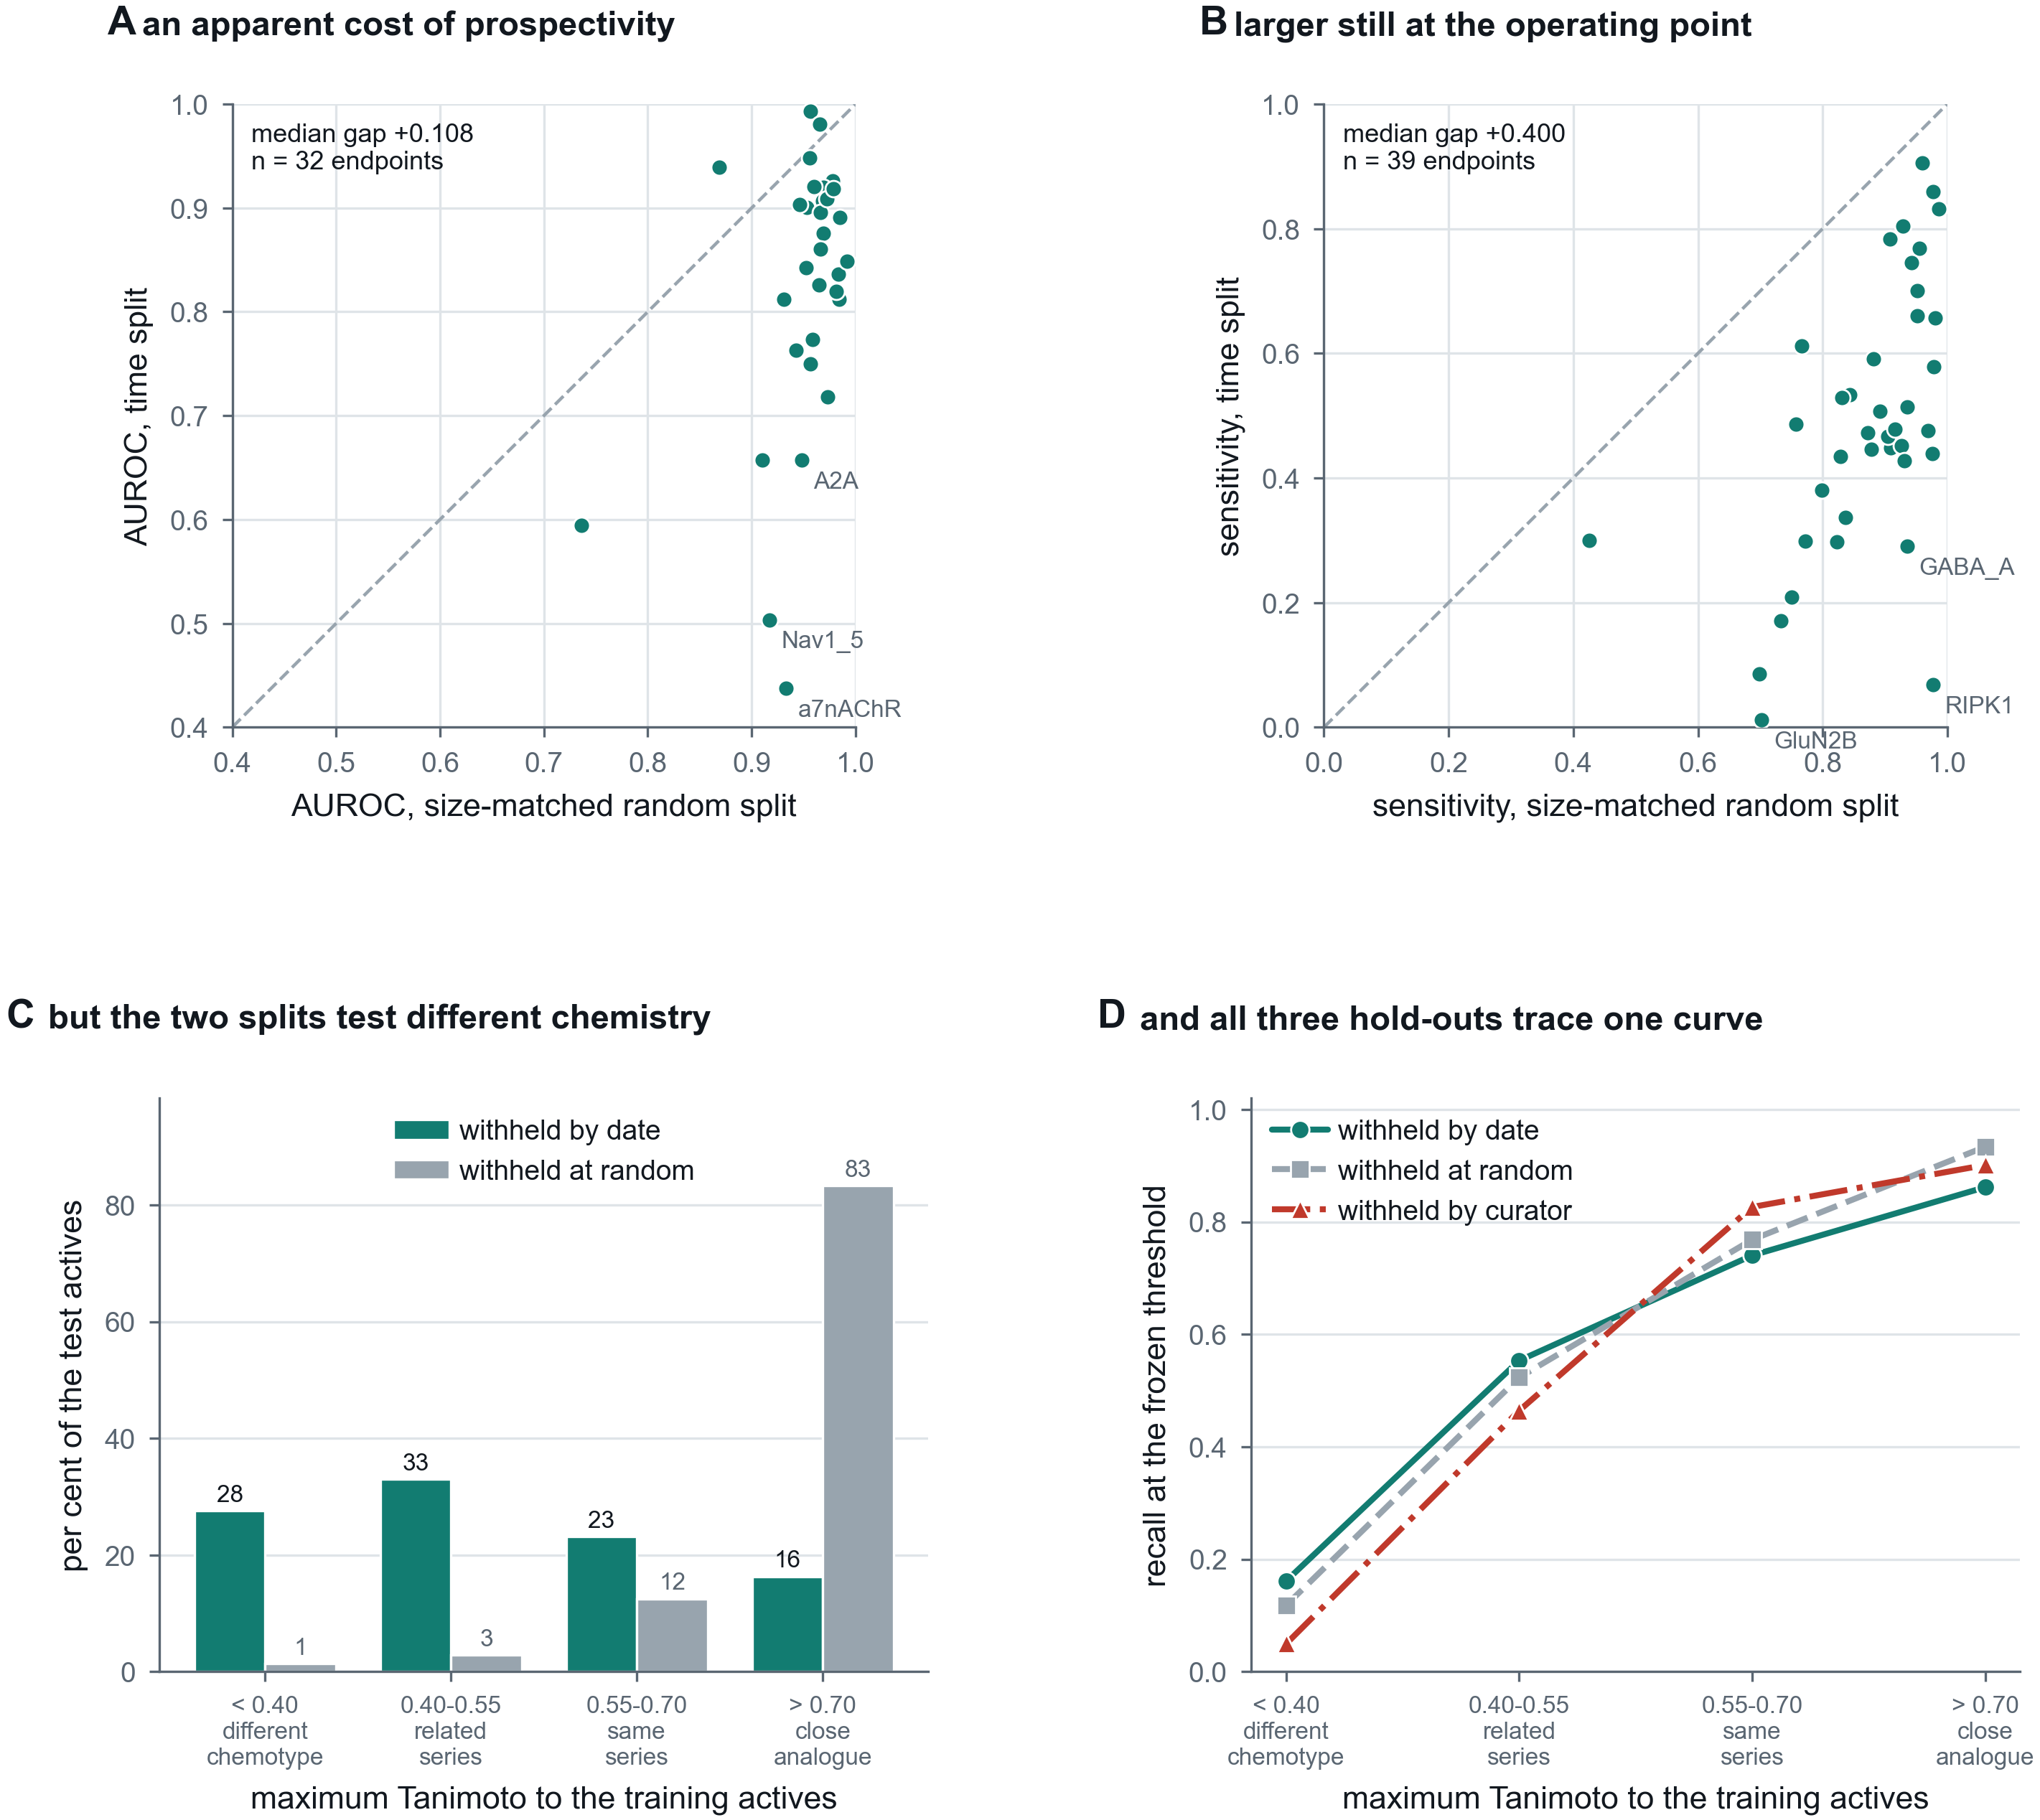 A an apparent cost of prospectivity
median gap +0.108
n = 32 endpoints
A2A
Nav1_5
a7nAChR
1.0
0.9
0.8
0.7
0.6
0.5
0.4
0.4 0.5 0.6 0.7 0.8 0.9 1.0
AUROC, time split
AUROC, size-matched random split
B larger still at the operating point
median gap +0.400
n = 39 endpoints
GABA_A
RIPK1
GluN2B
1.0
0.8
0.6
0.4
0.2
0.0
0.0 0.2 0.4 0.6 0.8 1.0
sensitivity, time split
sensitivity, size-matched random split
C but the two splits test different chemistry
withheld by date
withheld at random
80
60
40
20
0
28
1
33
3
23
12
16
83
per cent of the test actives
< 0.40 0.40-0.55 0.55-0.70 > 0.70
different related same close
chemotype series series analogue
maximum Tanimoto to the training actives
D and all three hold-outs trace one curve
withheld by date
withheld at random
withheld by curator
1.0
0.8
0.6
0.4
0.2
0.0
recall at the frozen threshold
< 0.40 0.40-0.55 0.55-0.70 > 0.70
different related same close
chemotype series series analogue
maximum Tanimoto to the training actives